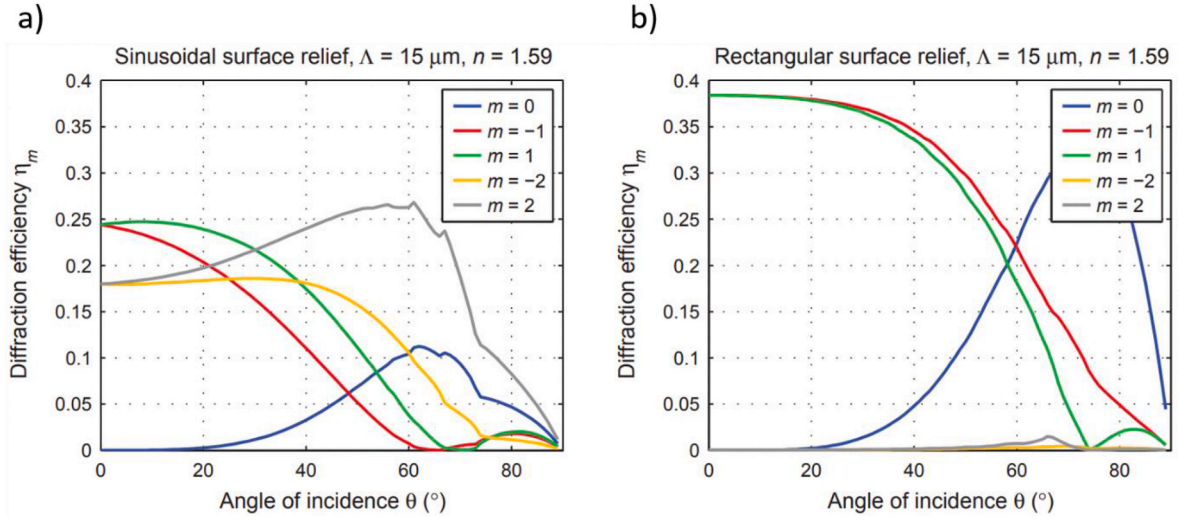 a)
Sinusoidal surface relief, Λ = 15 μm, n = 1.59
0.4
0.35
0.3
0.25
0.2
0.15
0.1
0.05
0
Diffraction efficiency ηm
m = 0
m = −1
m = 1
m = −2
m = 2
0 20 40 60 80
Angle of incidence θ (°)
b)
Rectangular surface relief, Λ = 15 μm, n = 1.59
0.4
0.35
0.3
0.25
0.2
0.15
0.1
0.05
0
Diffraction efficiency ηm
m = 0
m = −1
m = 1
m = −2
m = 2
0 20 40 60 80
Angle of incidence θ (°)